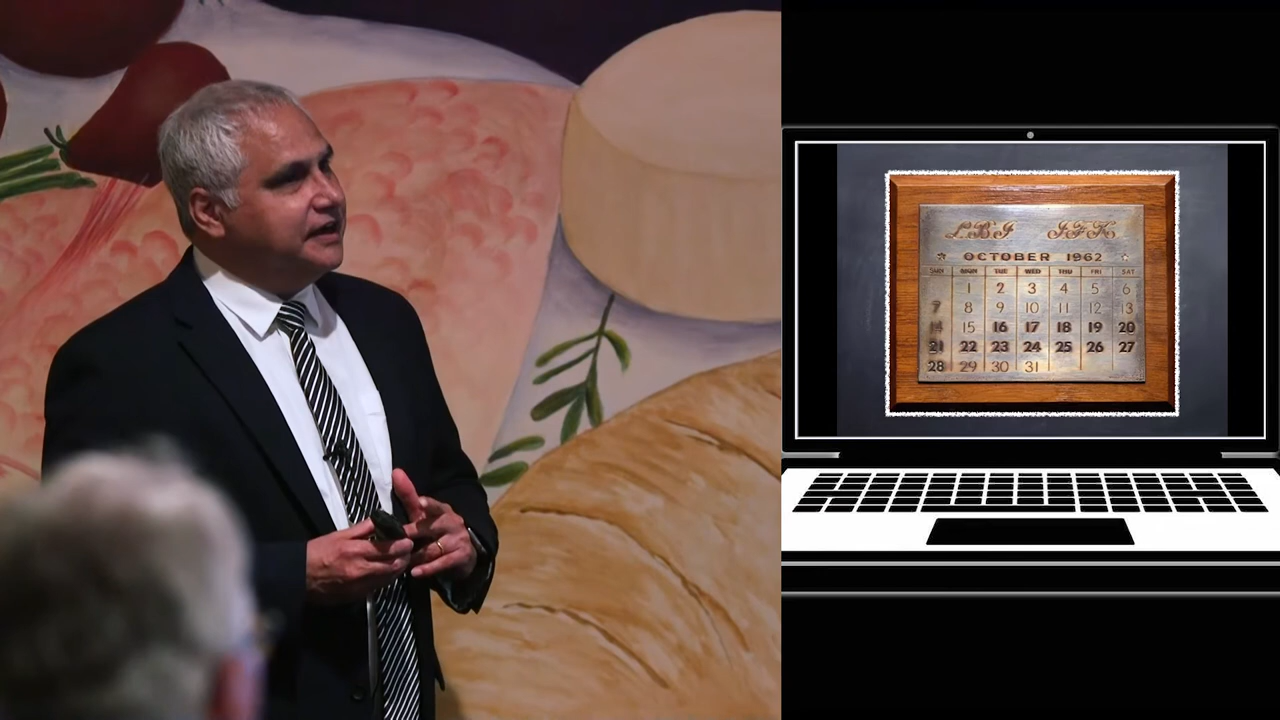 L.B.J J.F.K.
OCTOBER 1962
SUN MON TUE WED THU FRI SAT
1 2 3 4 5 6
7 8 9 10 11 12 13
14 15 16 17 18 19 20
21 22 23 24 25 26 27
28 29 30 31